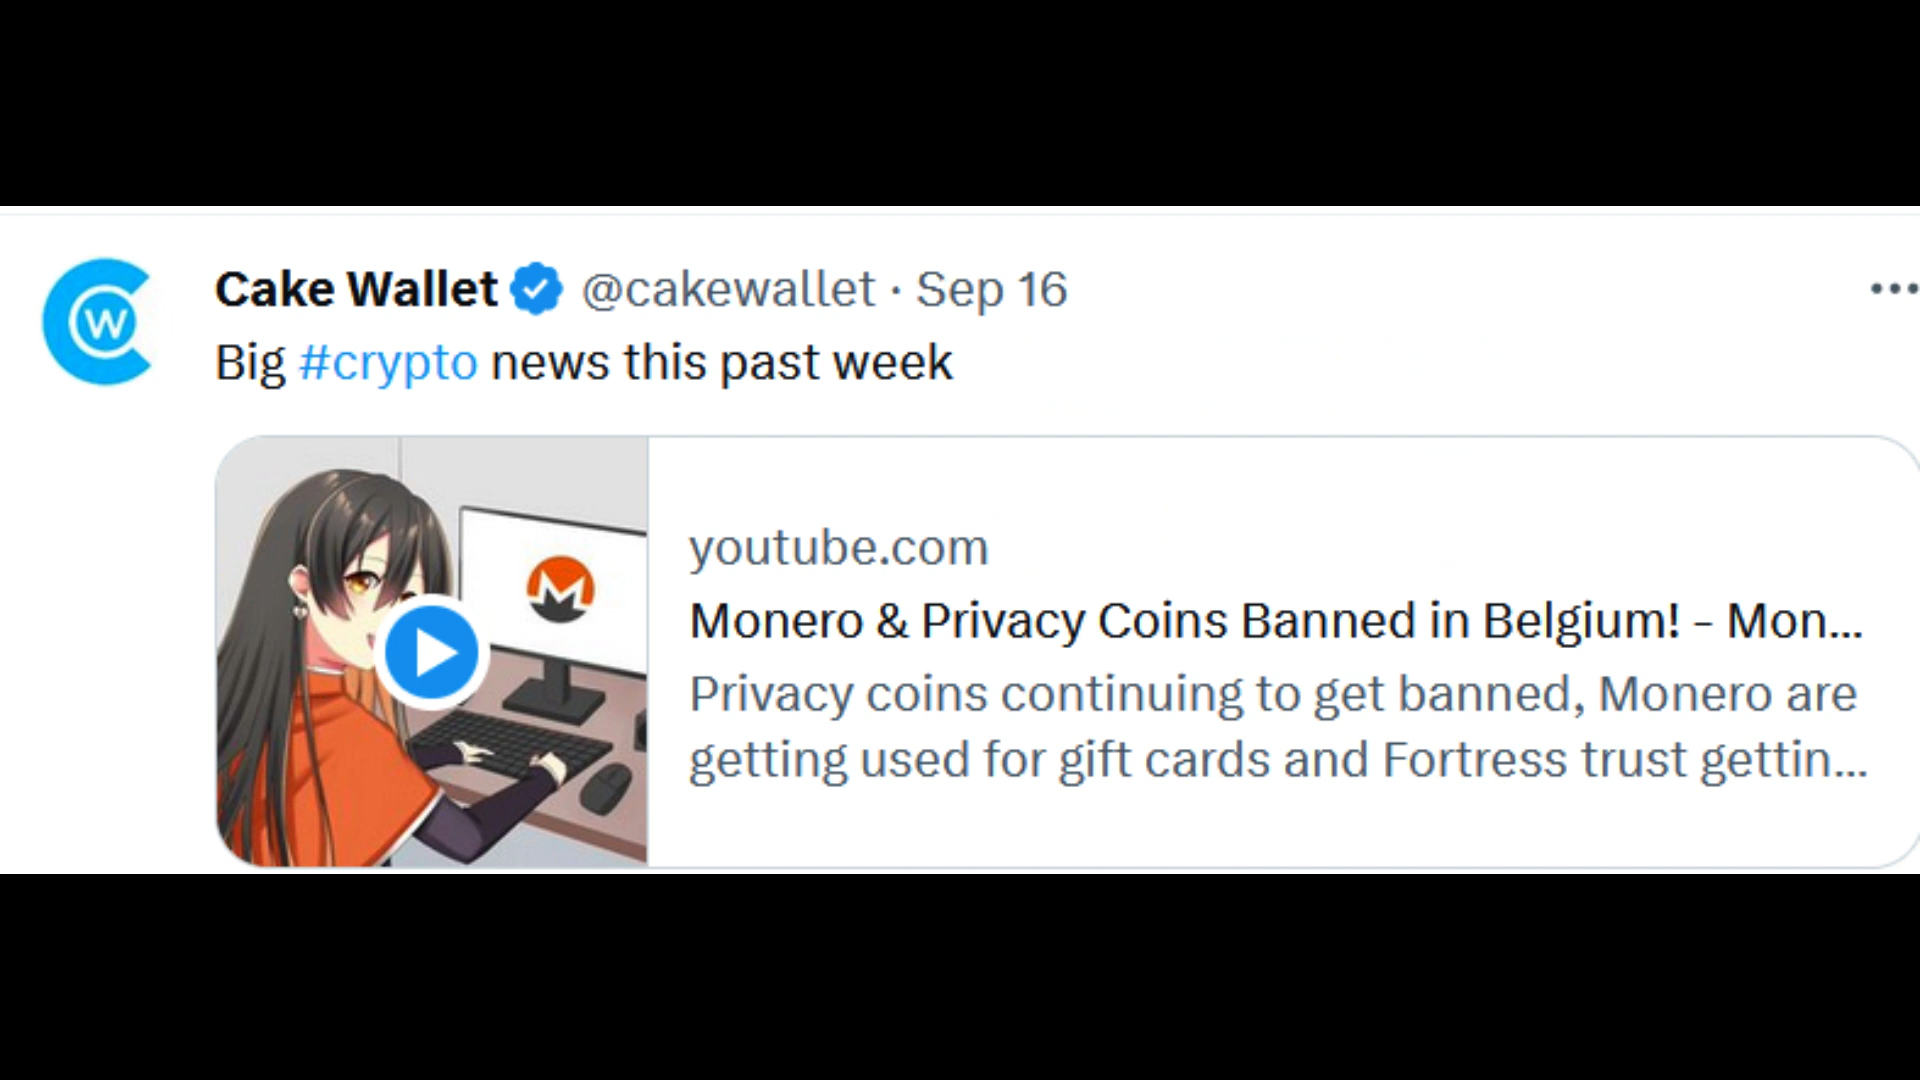 CW
Cake Wallet @cakewallet · Sep 16
Big #crypto news this past week
youtube.com
Monero & Privacy Coins Banned in Belgium! - Mon...
Privacy coins continuing to get banned, Monero are
getting used for gift cards and Fortress trust gettin...